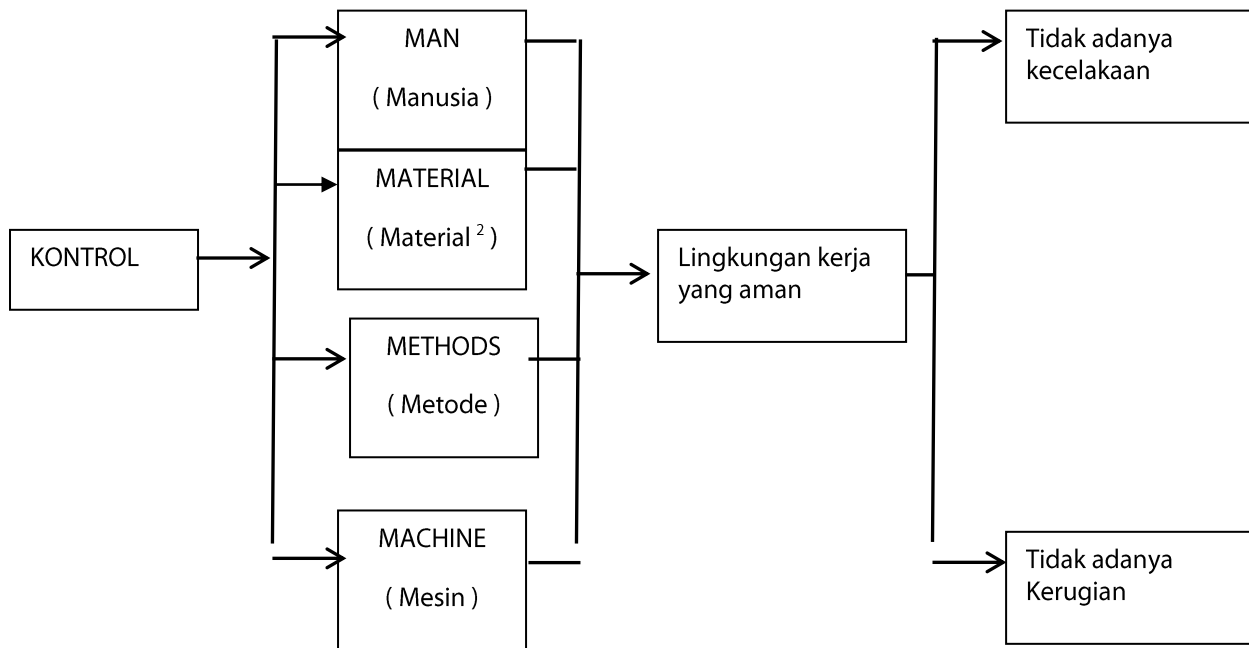 KONTROL
MAN
( Manusia )
MATERIAL
( Material ² )
METHODS
( Metode )
MACHINE
( Mesin )
Lingkungan kerja
yang aman
Tidak adanya
kecelakaan
Tidak adanya
Kerugian